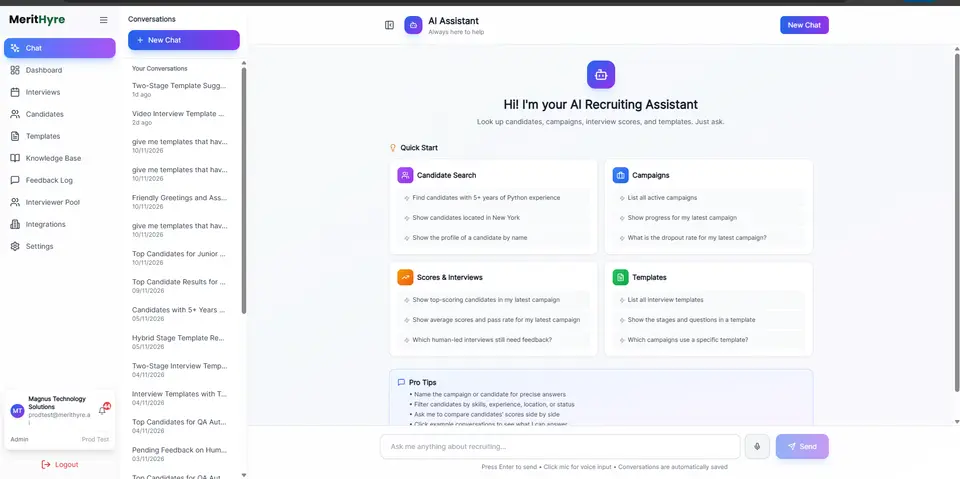 MeritHyre
Chat
Dashboard
Interviews
Candidates
Templates
Knowledge Base
Feedback Log
Interviewer Pool
Integrations
Settings
Magnus Technology
Solutions
MT
prodtest@merithyre.a
i
44
Admin
Prod Test
Logout
Conversations
+ New Chat
Your Conversations
Two-Stage Template Sugg...
1d ago
Video Interview Template ...
2d ago
give me templates that hav...
10/11/2026
give me templates that hav...
10/11/2026
Friendly Greetings and Ass...
10/11/2026
give me templates that hav...
10/11/2026
Top Candidates for Junior ...
10/11/2026
Top Candidate Results for ...
09/11/2026
Candidates with 5+ Years ...
05/11/2026
Hybrid Stage Template Re...
05/11/2026
Two-Stage Interview Temp...
04/11/2026
Interview Templates with T...
04/11/2026
Top Candidates for QA Aut...
04/11/2026
Pending Feedback on Hum...
03/11/2026
Top Candidates for QA Aut...
AI Assistant
Always here to help
New Chat
Hi! I'm your AI Recruiting Assistant
Look up candidates, campaigns, interview scores, and templates. Just ask.
Quick Start
Candidate Search
Find candidates with 5+ years of Python experience
Show candidates located in New York
Show the profile of a candidate by name
Campaigns
List all active campaigns
Show progress for my latest campaign
What is the dropout rate for my latest campaign?
Scores & Interviews
Show top-scoring candidates in my latest campaign
Show average scores and pass rate for my latest campaign
Which human-led interviews still need feedback?
Templates
List all interview templates
Show the stages and questions in a template
Which campaigns use a specific template?
Pro Tips
• Name the campaign or candidate for precise answers
• Filter candidates by skills, experience, location, or status
• Ask me to compare candidates' scores side by side
• Click example conversations to see what I can answer
Ask me anything about recruiting...
Send
Press Enter to send • Click mic for voice input • Conversations are automatically saved